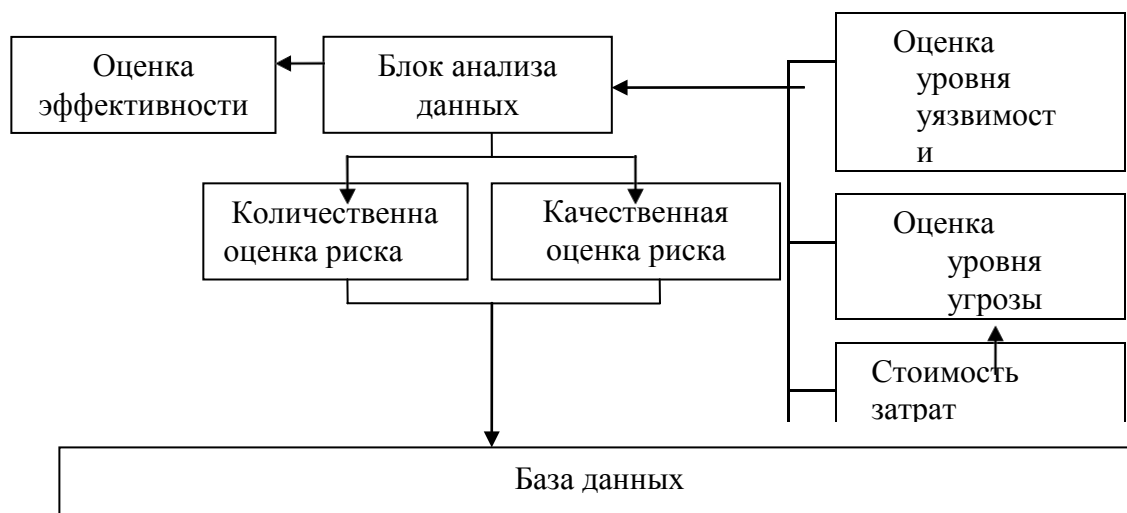 Оценка
эффективности
Блок анализа
данных
Оценка
уровня
уязвимост
и
Количественна
оценка риска
Качественная
оценка риска
Оценка
уровня
угрозы
Стоимость
затрат
База данных